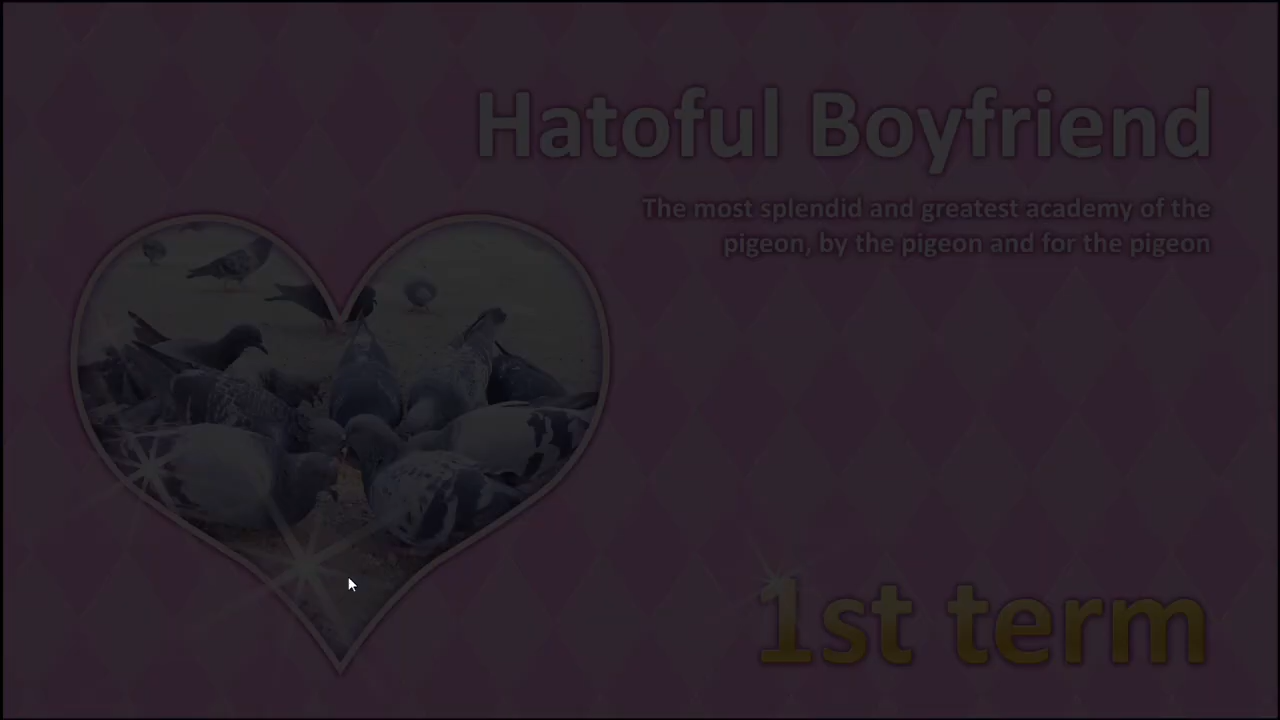 Hatoful Boyfriend
The most splendid and greatest academy of the
pigeon, by the pigeon and for the pigeon
1st term